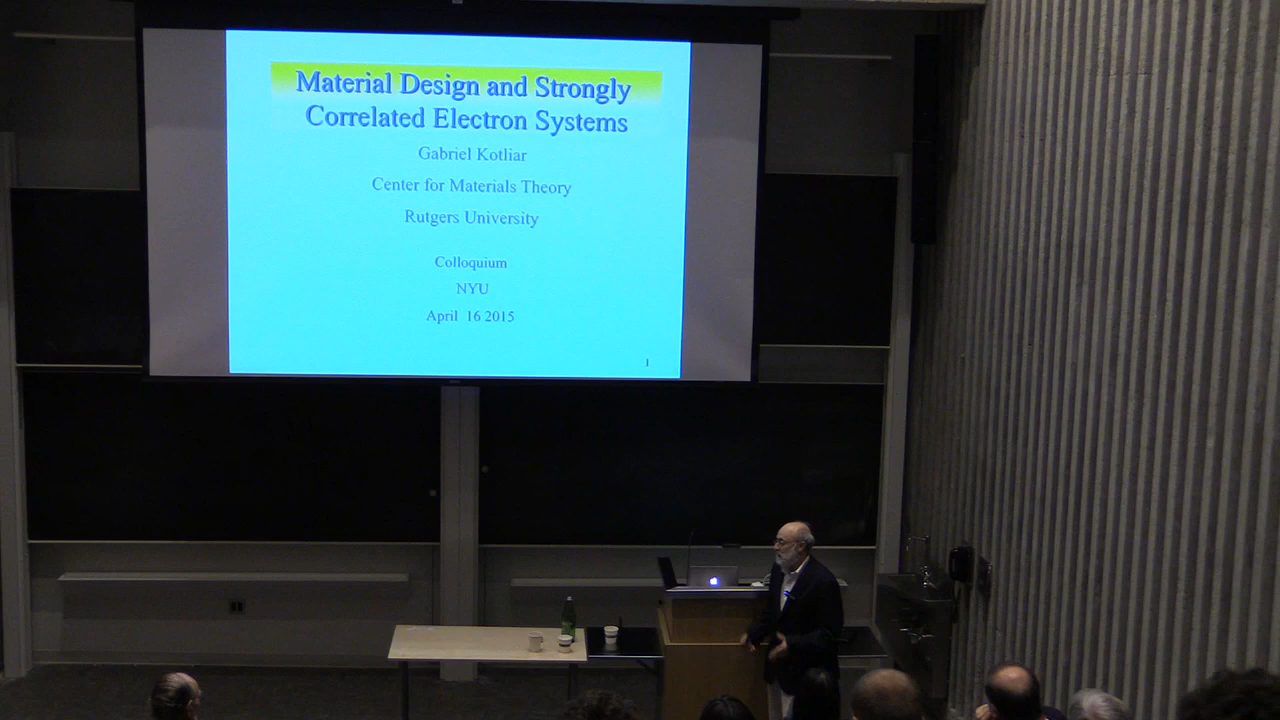 Material Design and Strongly
Correlated Electron Systems
Gabriel Kotliar
Center for Materials Theory
Rutgers University
Colloquium
NYU
April 16 2015
1